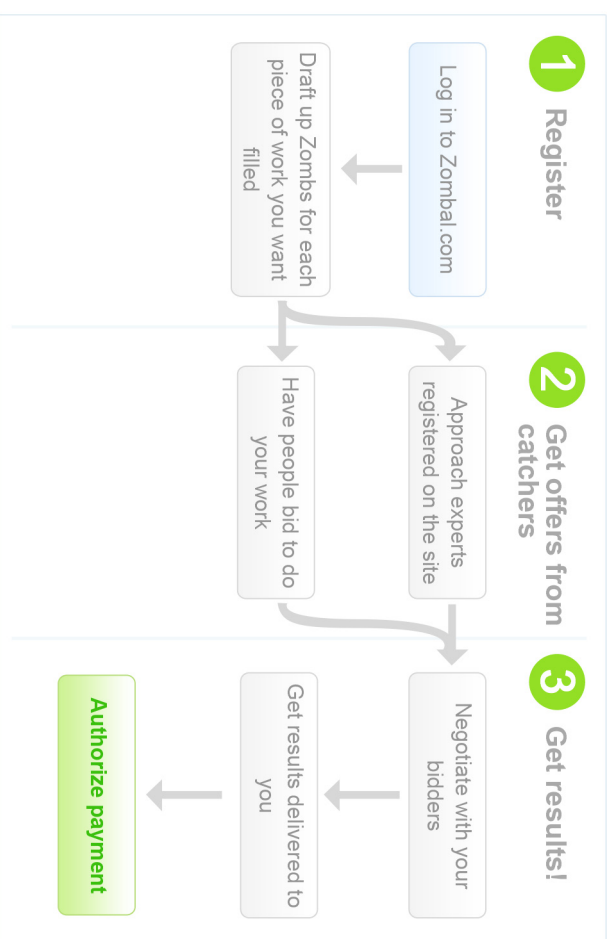 1 Register
Log in to Zombal.com
Draft up Zombs for each
piece of work you want
filled
2 Get offers from
catchers
Approach experts
registered on the site
Have people bid to do
your work
3 Get results!
Negotiate with your
bidders
Get results delivered to
you
Authorize payment